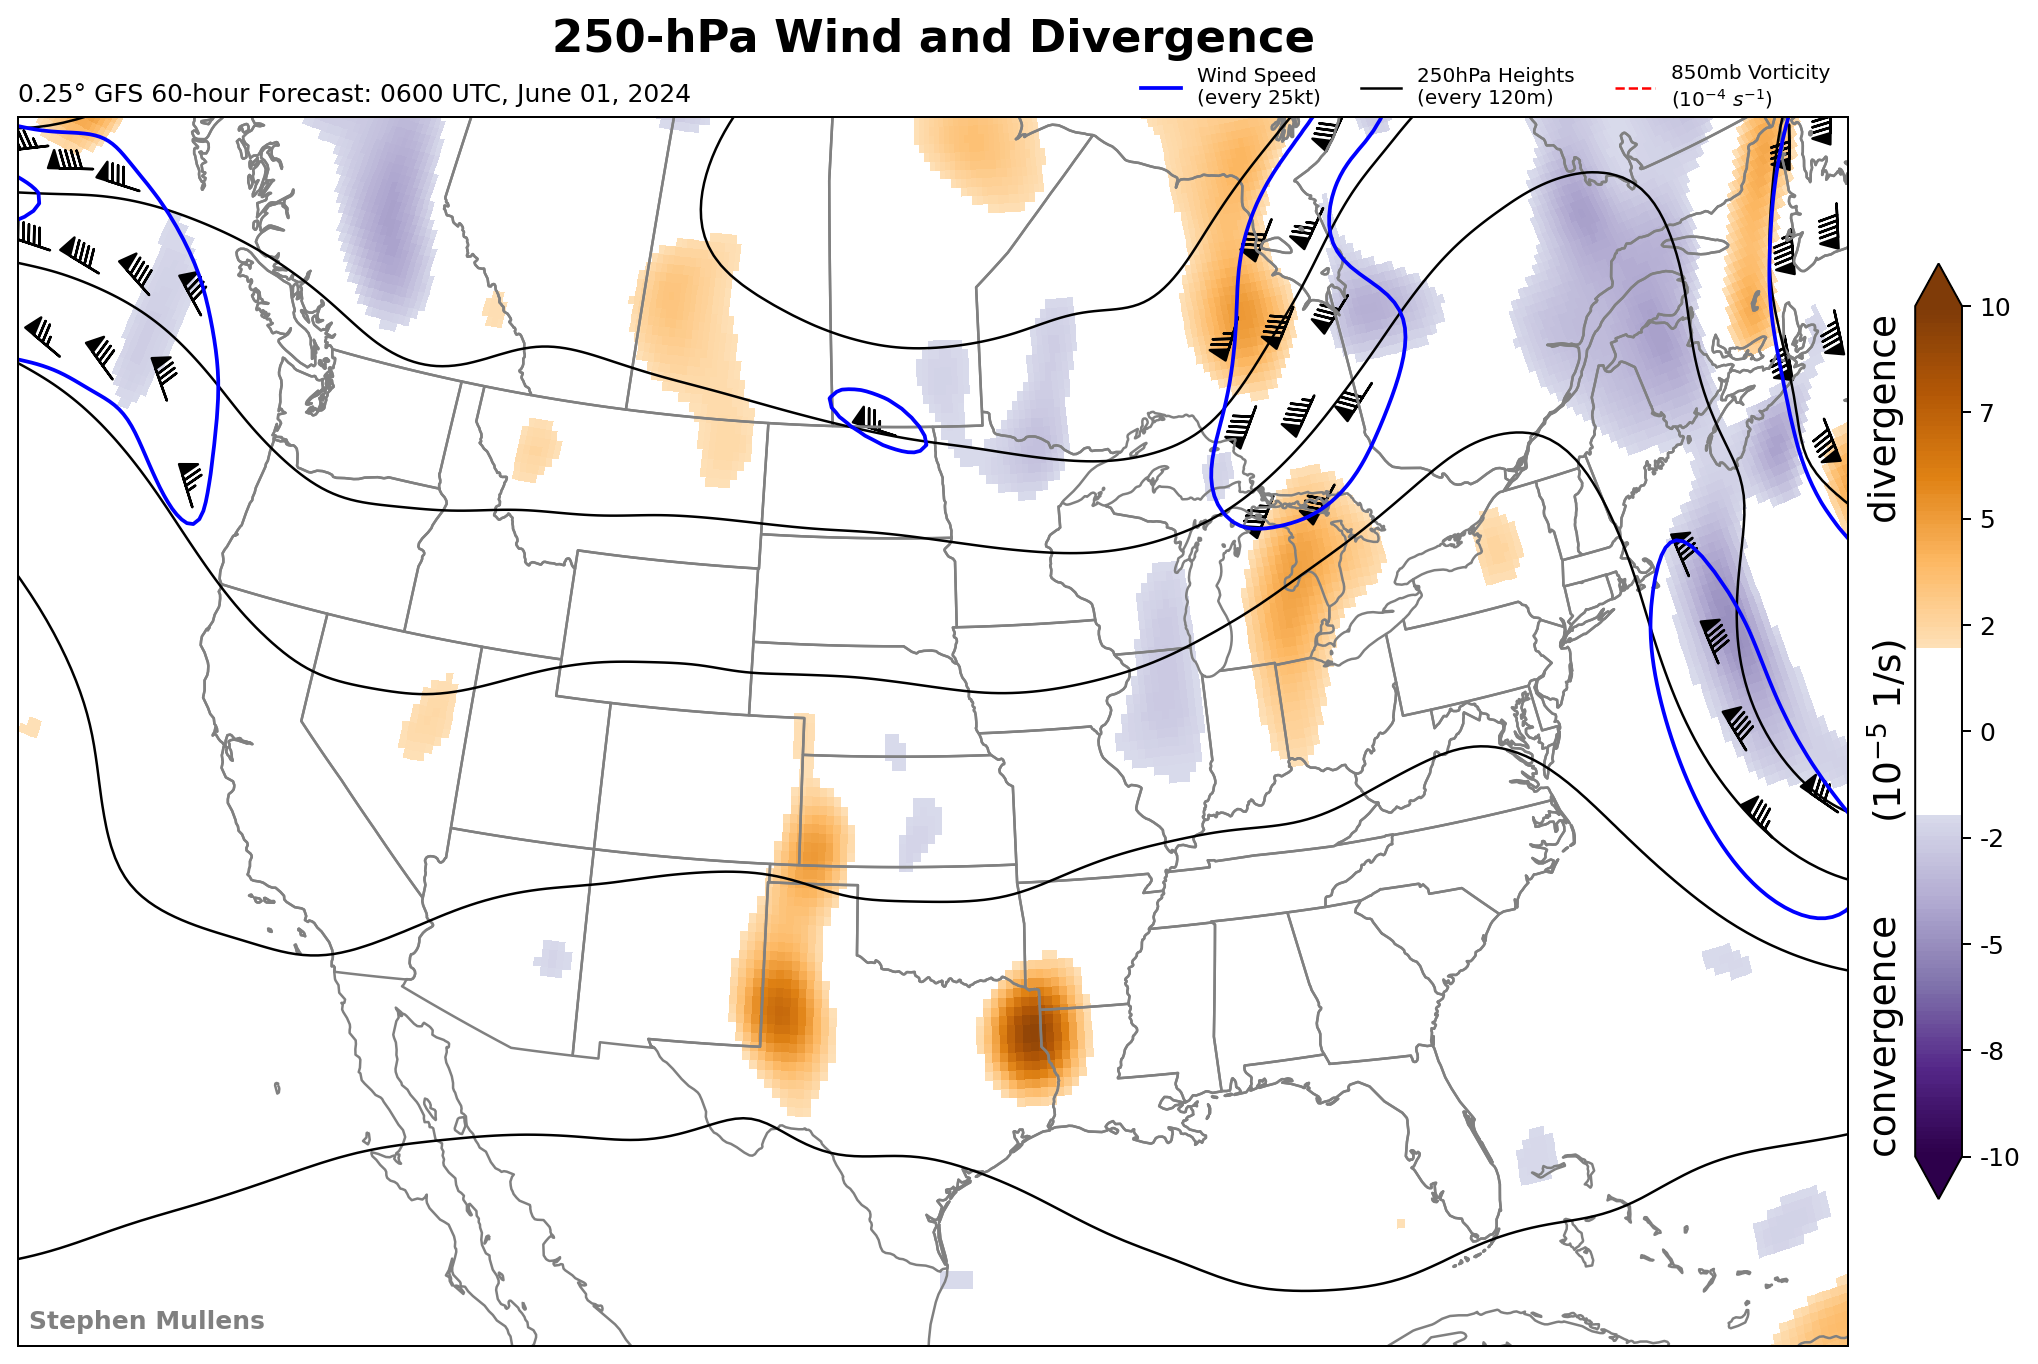 250-hPa Wind and Divergence
0.25° GFS 60-hour Forecast: 0600 UTC, June 01, 2024
Wind Speed
(every 25kt)
250hPa Heights
(every 120m)
850mb Vorticity
(10⁻⁴ s⁻¹)
10
7
5
2
0
-2
-5
-8
-10
convergence (10⁻⁵ 1/s) divergence
Stephen Mullens